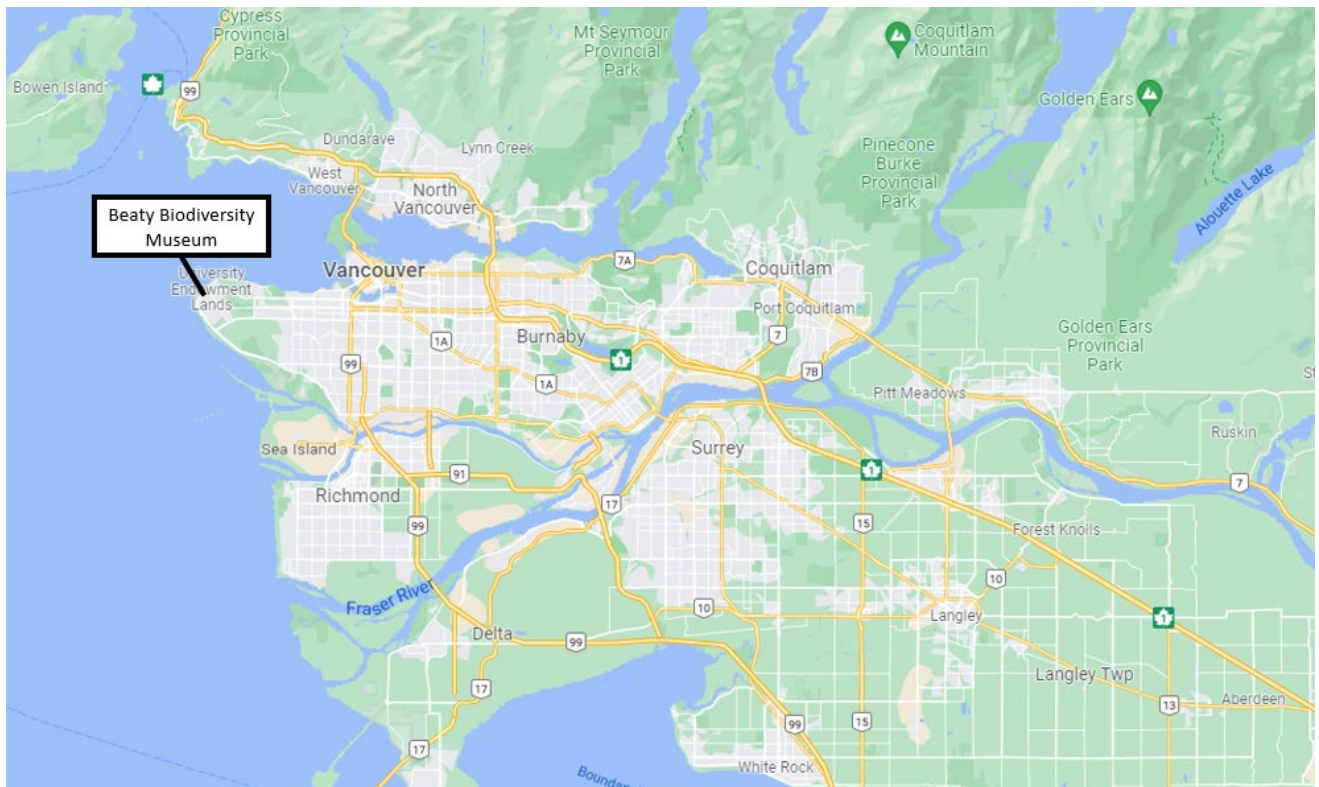 Cypress
Provincial
Park
Mt Seymour
Provincial
Park
Coquitlam
Mountain
Bowen Island
99
Golden Ears
Dundarave
Lynn Creek
Pinecone
Burke
Provincial
Park
West
Vancouver
North
Vancouver
Alouette Lake
Beaty Biodiversity
Museum
University
Endowment
Lands
Vancouver
7A
Coquitlam
Port Coquitlam
Golden Ears
Provincial
Park
1A
Burnaby
7
99
1
1A
7B
Pitt Meadows
St
Sea Island
Surrey
Ruskin
91
1
7
Richmond
17
99
15
Forest Knolls
10
Fraser River
10
Langley
1
Delta
99
Langley Twp
17
13
Aberdeen
99
15
17
White Rock